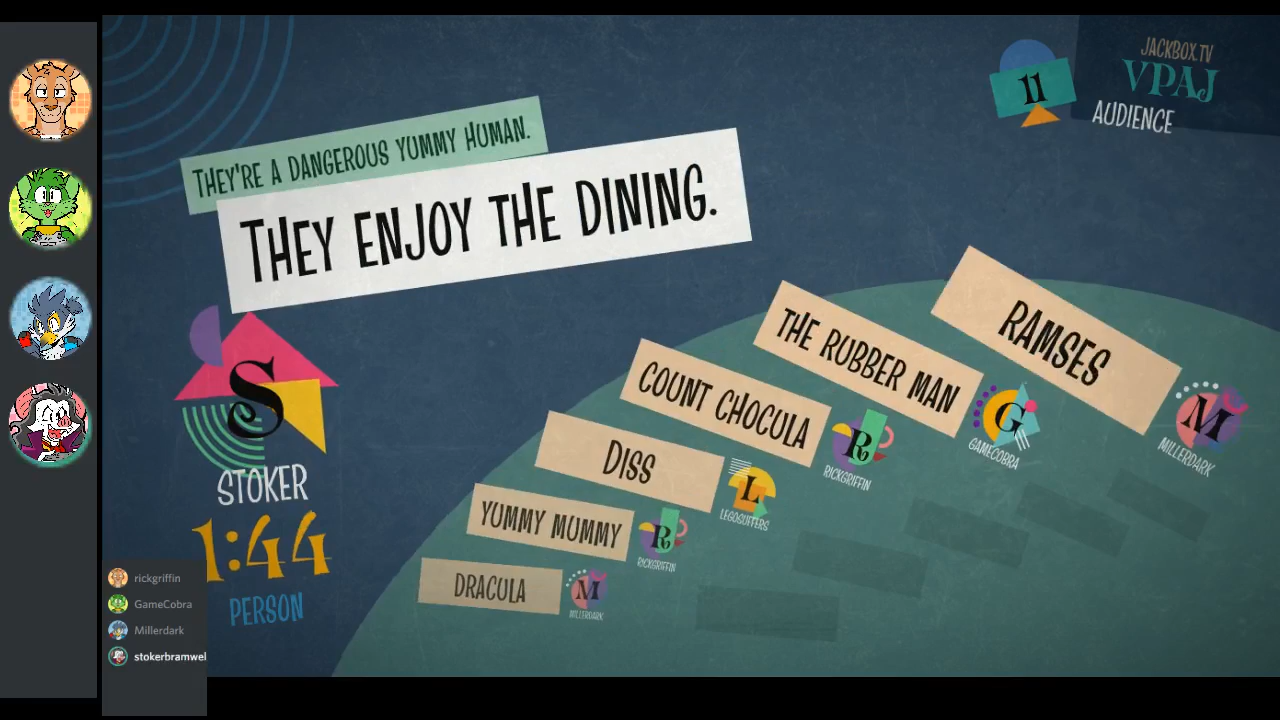 JACKBOX.TV
VPAJ
11
AUDIENCE
THEY'RE A DANGEROUS YUMMY HUMAN.
THEY ENJOY THE DINING.
RAMSES
M
MILLERDARK
THE RUBBER MAN
G
GAMECOBRA
COUNT CHOCULA
R
RICKGRIFFIN
DISS
L
LEGOSUFFERS
YUMMY MUMMY
R
RICKGRIFFIN
DRACULA
M
MILLERDARK
S
STOKER
1:44
PERSON
rickgriffin
GameCobra
Millerdark
stokerbramwel